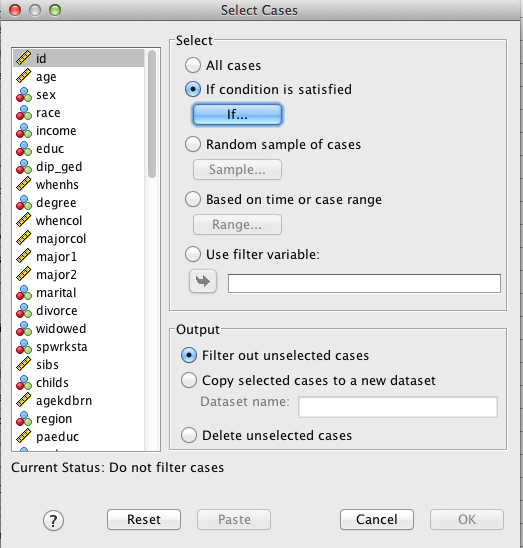 Select Cases
id
age
sex
race
income
educ
dip_ged
whenhs
degree
whencol
majorcol
major1
major2
marital
divorce
widowed
spwrksta
sibs
childs
agekdbrn
region
paeduc
Select
All cases
If condition is satisfied
If...
Random sample of cases
Sample...
Based on time or case range
Range...
Use filter variable:
Output
Filter out unselected cases
Copy selected cases to a new dataset
Dataset name:
Delete unselected cases
Current Status: Do not filter cases
? Reset Paste Cancel OK